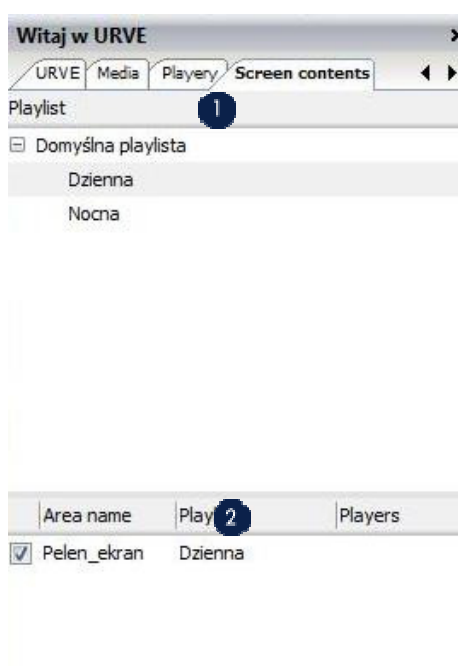 Witaj w URVE
URVE Media Playery Screen contents
Playlist 1
Domyślna playlista
Dzienna
Nocna
Area name Play 2 Players
Pelen_ekran Dzienna